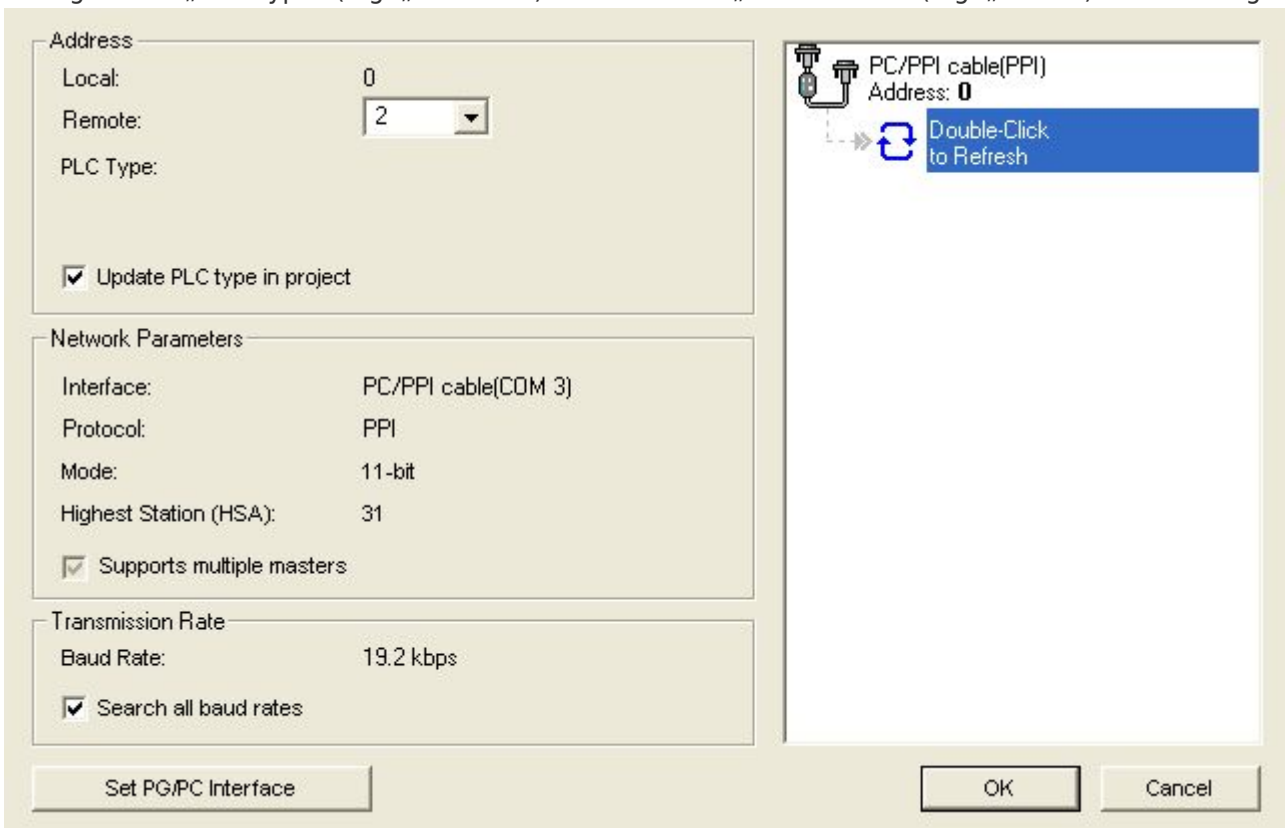 Address
Local: 0
Remote: 2
PLC Type:
Update PLC type in project
Network Parameters
Interface: PC/PPI cable(COM 3)
Protocol: PPI
Mode: 11-bit
Highest Station (HSA): 31
Supports multiple masters
Transmission Rate
Baud Rate: 19.2 kbps
Search all baud rates
Set PG/PC Interface
PC/PPI cable(PPI)
Address: 0
Double-Click
to Refresh
OK
Cancel